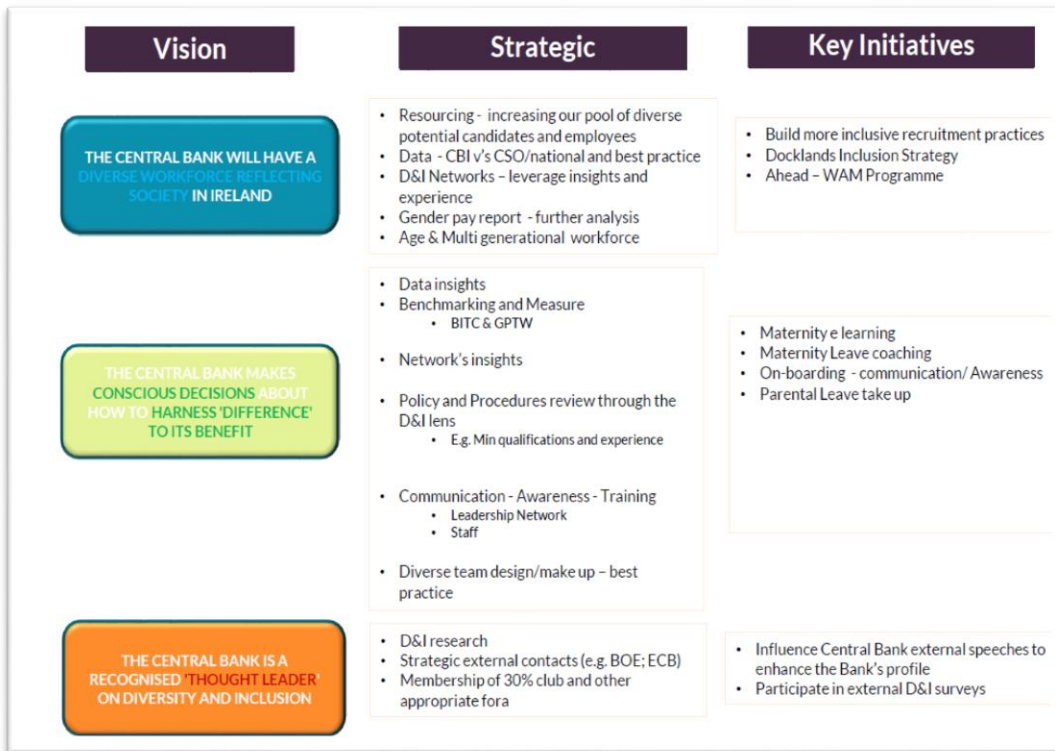 Vision
Strategic
Key Initiatives
THE CENTRAL BANK WILL HAVE A
DIVERSE WORKFORCE REFLECTING
SOCIETY IN IRELAND
• Resourcing - increasing our pool of diverse
potential candidates and employees
• Data - CBI v's CSO/national and best practice
• D&I Networks – leverage insights and
experience
• Gender pay report - further analysis
• Age & Multi generational workforce
• Build more inclusive recruitment practices
• Docklands Inclusion Strategy
• Ahead – WAM Programme
THE CENTRAL BANK MAKES
CONSCIOUS DECISIONS ABOUT
HOW TO HARNESS 'DIFFERENCE'
TO ITS BENEFIT
• Data insights
• Benchmarking and Measure
• BITC & GPTW
• Network's insights
• Policy and Procedures review through the
D&I lens
• E.g. Min qualifications and experience
• Communication - Awareness - Training
• Leadership Network
• Staff
• Diverse team design/make up – best
practice
• Maternity e learning
• Maternity Leave coaching
• On-boarding - communication/ Awareness
• Parental Leave take up
THE CENTRAL BANK IS A
RECOGNISED 'THOUGHT LEADER'
ON DIVERSITY AND INCLUSION
• D&I research
• Strategic external contacts (e.g. BOE; ECB)
• Membership of 30% club and other
appropriate fora
• Influence Central Bank external speeches to
enhance the Bank's profile
• Participate in external D&I surveys